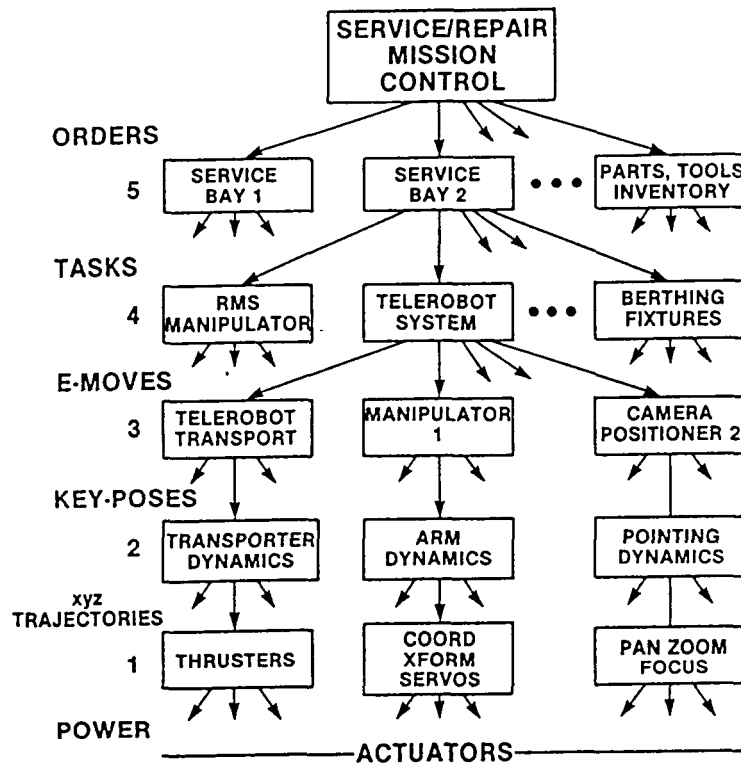 SERVICE/REPAIR
MISSION
CONTROL
ORDERS
5
SERVICE
BAY 1
SERVICE
BAY 2
PARTS, TOOLS
INVENTORY
TASKS
4
RMS
MANIPULATOR
TELEROBOT
SYSTEM
BERTHING
FIXTURES
E-MOVES
3
TELEROBOT
TRANSPORT
MANIPULATOR
1
CAMERA
POSITIONER 2
KEY-POSES
2
TRANSPORTER
DYNAMICS
ARM
DYNAMICS
POINTING
DYNAMICS
xyz
TRAJECTORIES
1
THRUSTERS
COORD
XFORM
SERVOS
PAN ZOOM
FOCUS
POWER
ACTUATORS